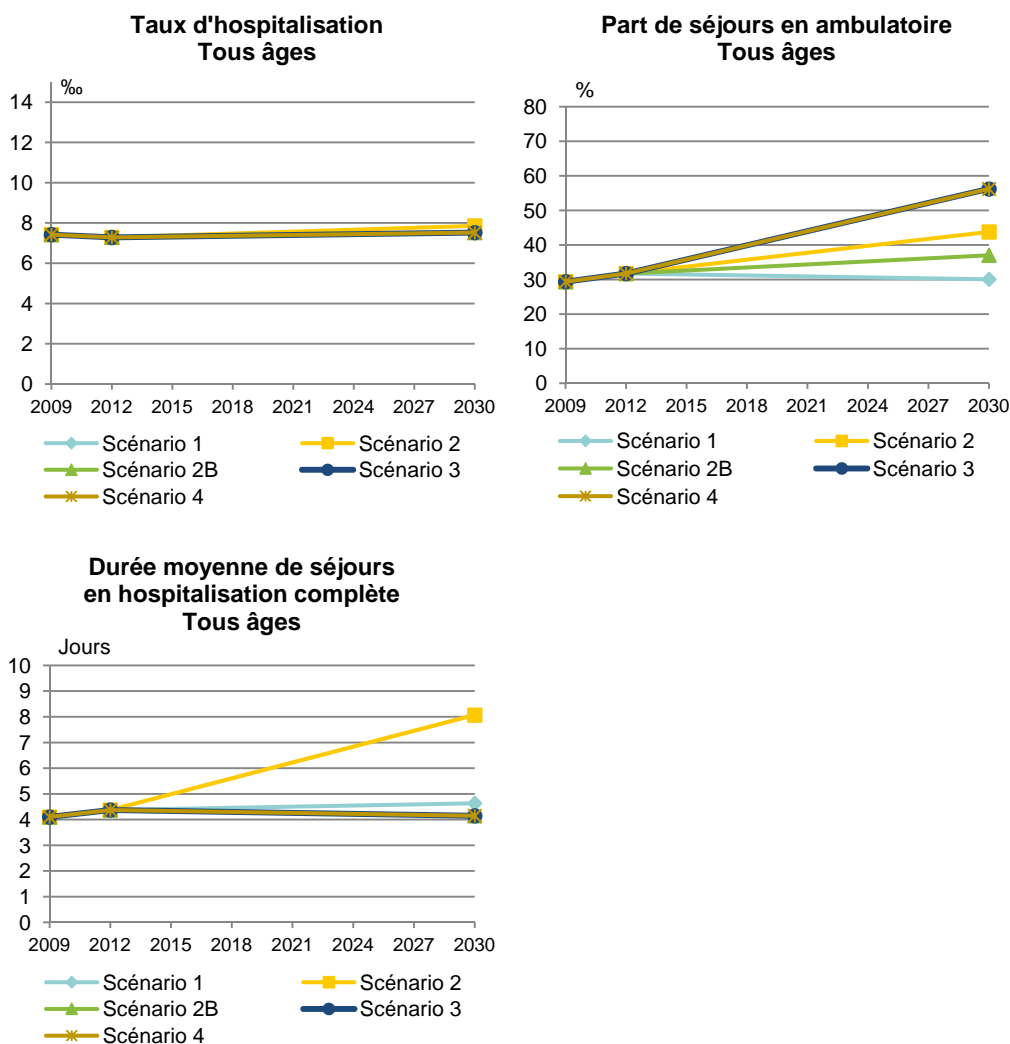 Taux d'hospitalisation
Tous âges
‰
14
12
10
8
6
4
2
0
2009 2012 2015 2018 2021 2024 2027 2030
Scénario 1 Scénario 2
Scénario 2B Scénario 3
Scénario 4
Part de séjours en ambulatoire
Tous âges
%
80
70
60
50
40
30
20
10
0
2009 2012 2015 2018 2021 2024 2027 2030
Scénario 1 Scénario 2
Scénario 2B Scénario 3
Scénario 4
Durée moyenne de séjours
en hospitalisation complète
Tous âges
Jours
10
9
8
7
6
5
4
3
2
1
0
2009 2012 2015 2018 2021 2024 2027 2030
Scénario 1 Scénario 2
Scénario 2B Scénario 3
Scénario 4